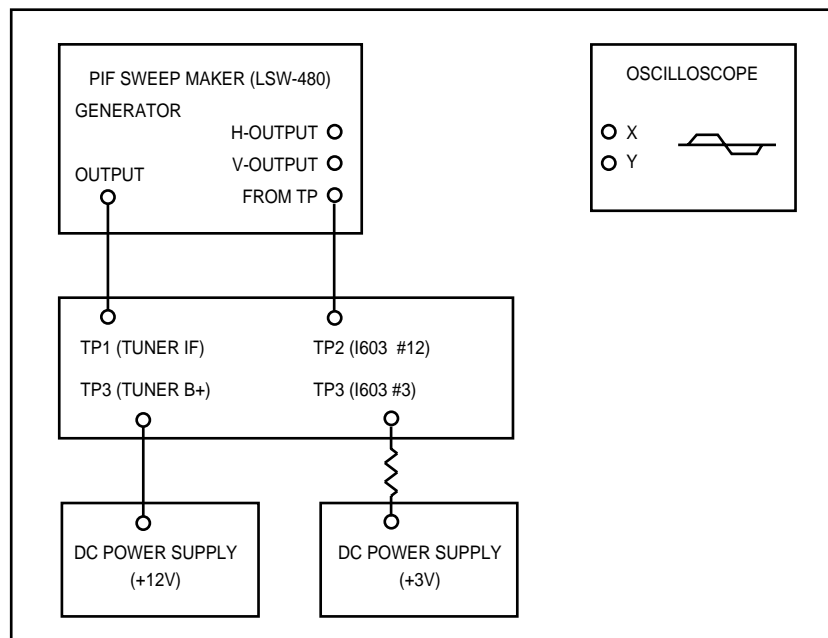 PIF SWEEP MAKER (LSW-480)
GENERATOR
H-OUTPUT
V-OUTPUT
OUTPUT
FROM TP
OSCILLOSCOPE
X
Y
TP1 (TUNER IF)
TP2 (I603 #12)
TP3 (TUNER B+)
TP3 (I603 #3)
DC POWER SUPPLY
(+12V)
DC POWER SUPPLY
(+3V)